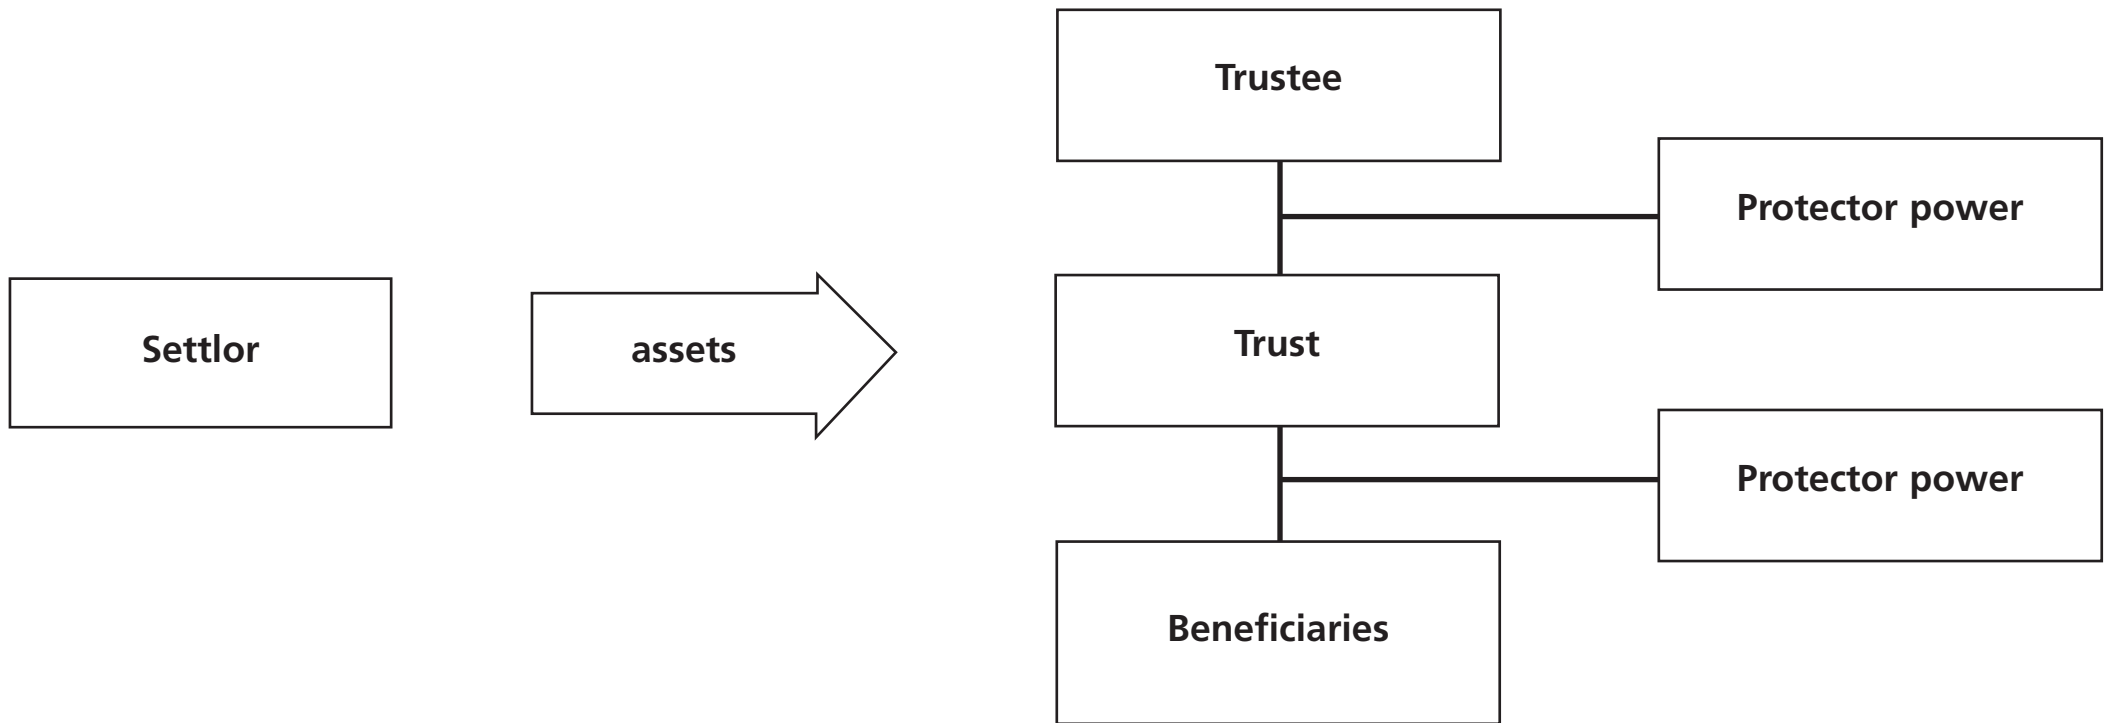 Trustee
Protector power
Settlor
assets
Trust
Protector power
Beneficiaries